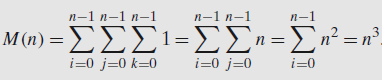 M(n) = \sum_{i=0}^{n-1} \sum_{j=0}^{n-1} \sum_{k=0}^{n-1} 1 = \sum_{i=0}^{n-1} \sum_{j=0}^{n-1} n = \sum_{i=0}^{n-1} n^2 = n^3.